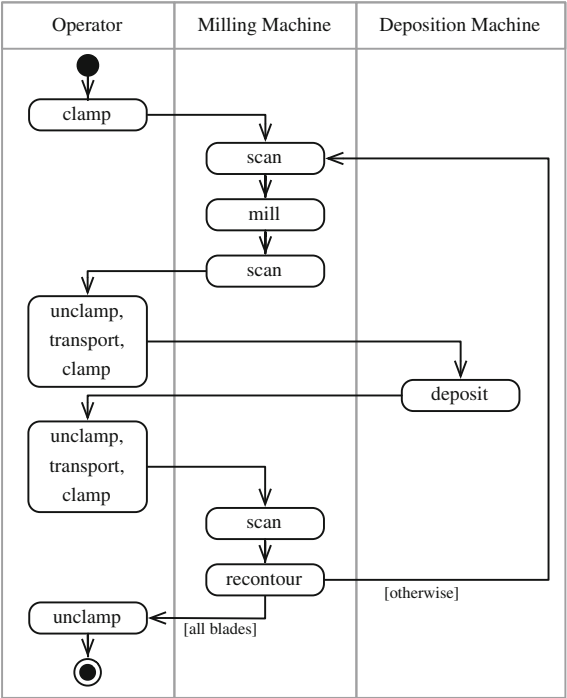 Operator
Milling Machine
Deposition Machine
clamp
scan
mill
scan
unclamp,
transport,
clamp
deposit
unclamp,
transport,
clamp
scan
recontour
[otherwise]
unclamp
[all blades]